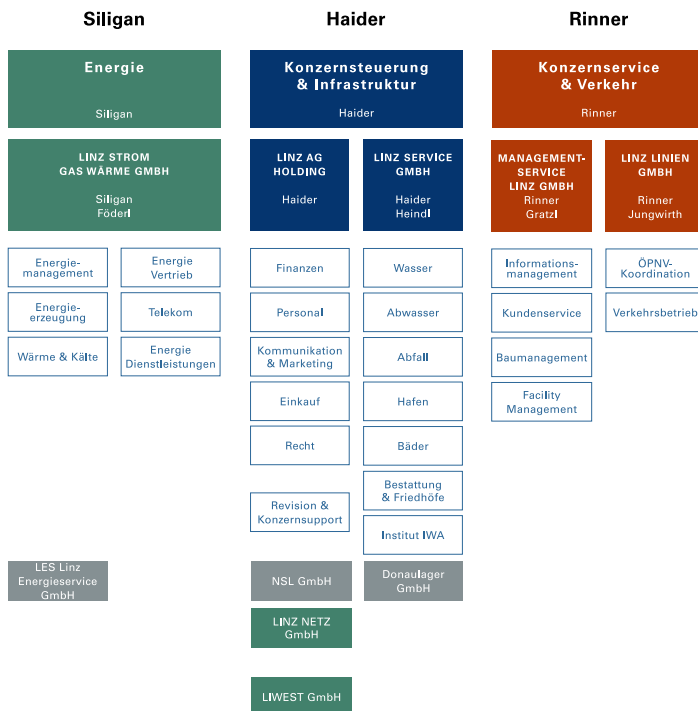 Siligan
Haider
Rinner
Energie
Siligan
Konzernsteuerung
& Infrastruktur
Haider
Konzernservice
& Verkehr
Rinner
LINZ STROM
GAS WÄRME GMBH
Siligan
Föderl
LINZ AG
HOLDING
Haider
LINZ SERVICE
GMBH
Haider
Heindl
MANAGEMENT-
SERVICE
LINZ GMBH
Rinner
Gratzl
LINZ LINIEN
GMBH
Rinner
Jungwirth
Energie-
management
Energie
Vertrieb
Energie-
erzeugung
Telekom
Wärme & Kälte
Energie
Dienstleistungen
Finanzen
Personal
Kommunikation
& Marketing
Einkauf
Recht
Revision &
Konzernsupport
Wasser
Abwasser
Abfall
Hafen
Bäder
Bestattung
& Friedhöfe
Institut IWA
Informations-
management
Kundenservice
Baumanagement
Facility
Management
ÖPNV-
Koordination
Verkehrsbetrieb
LES Linz
Energieservice
GmbH
NSL GmbH
Donaulager
GmbH
LINZ NETZ
GmbH
LIWEST GmbH